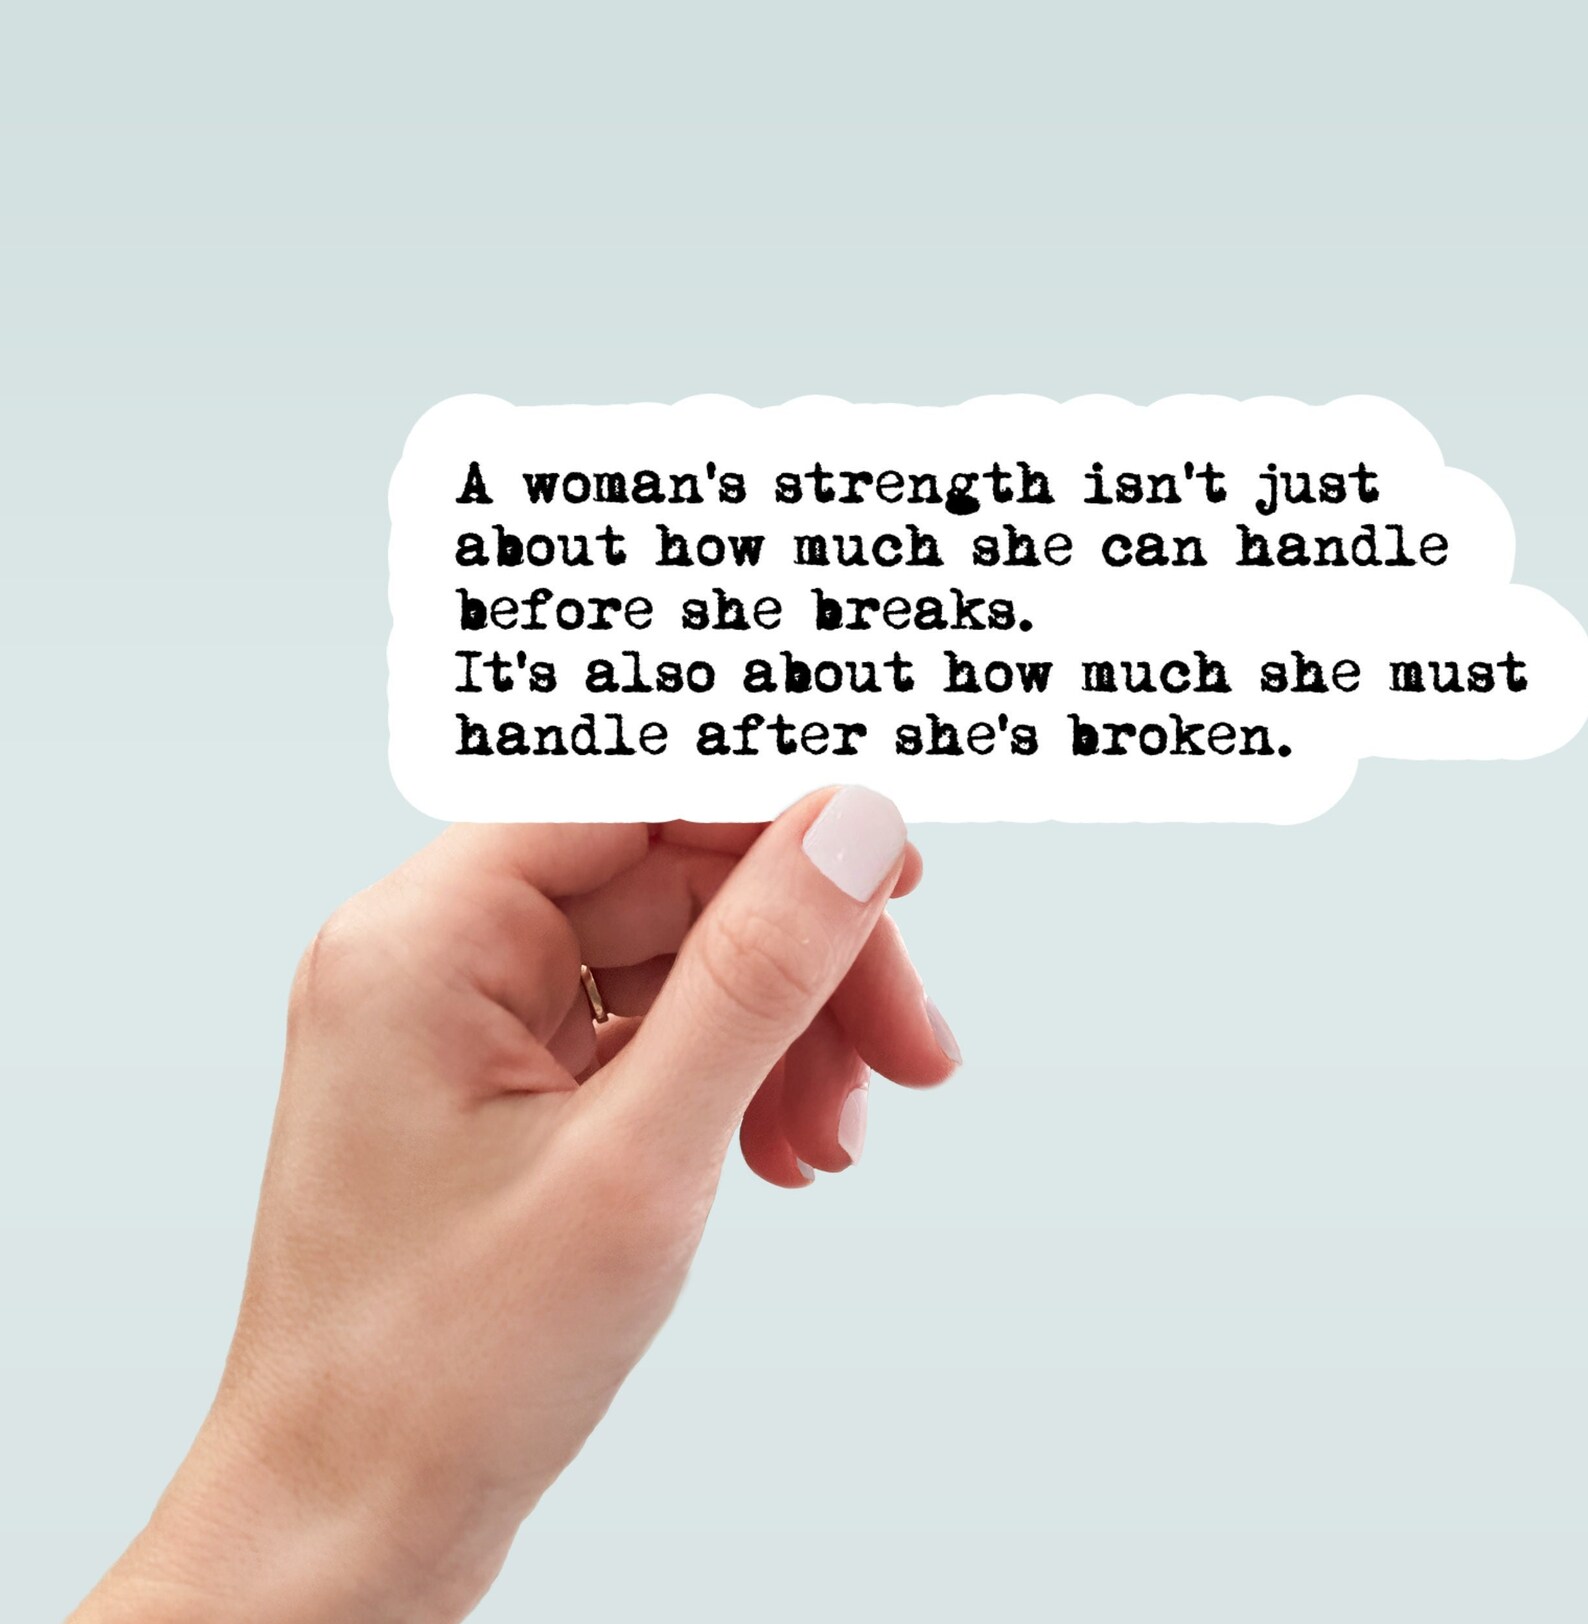 A woman's strength isn't just
about how much she can handle
before she breaks.
It's also about how much she must
handle after she's broken.